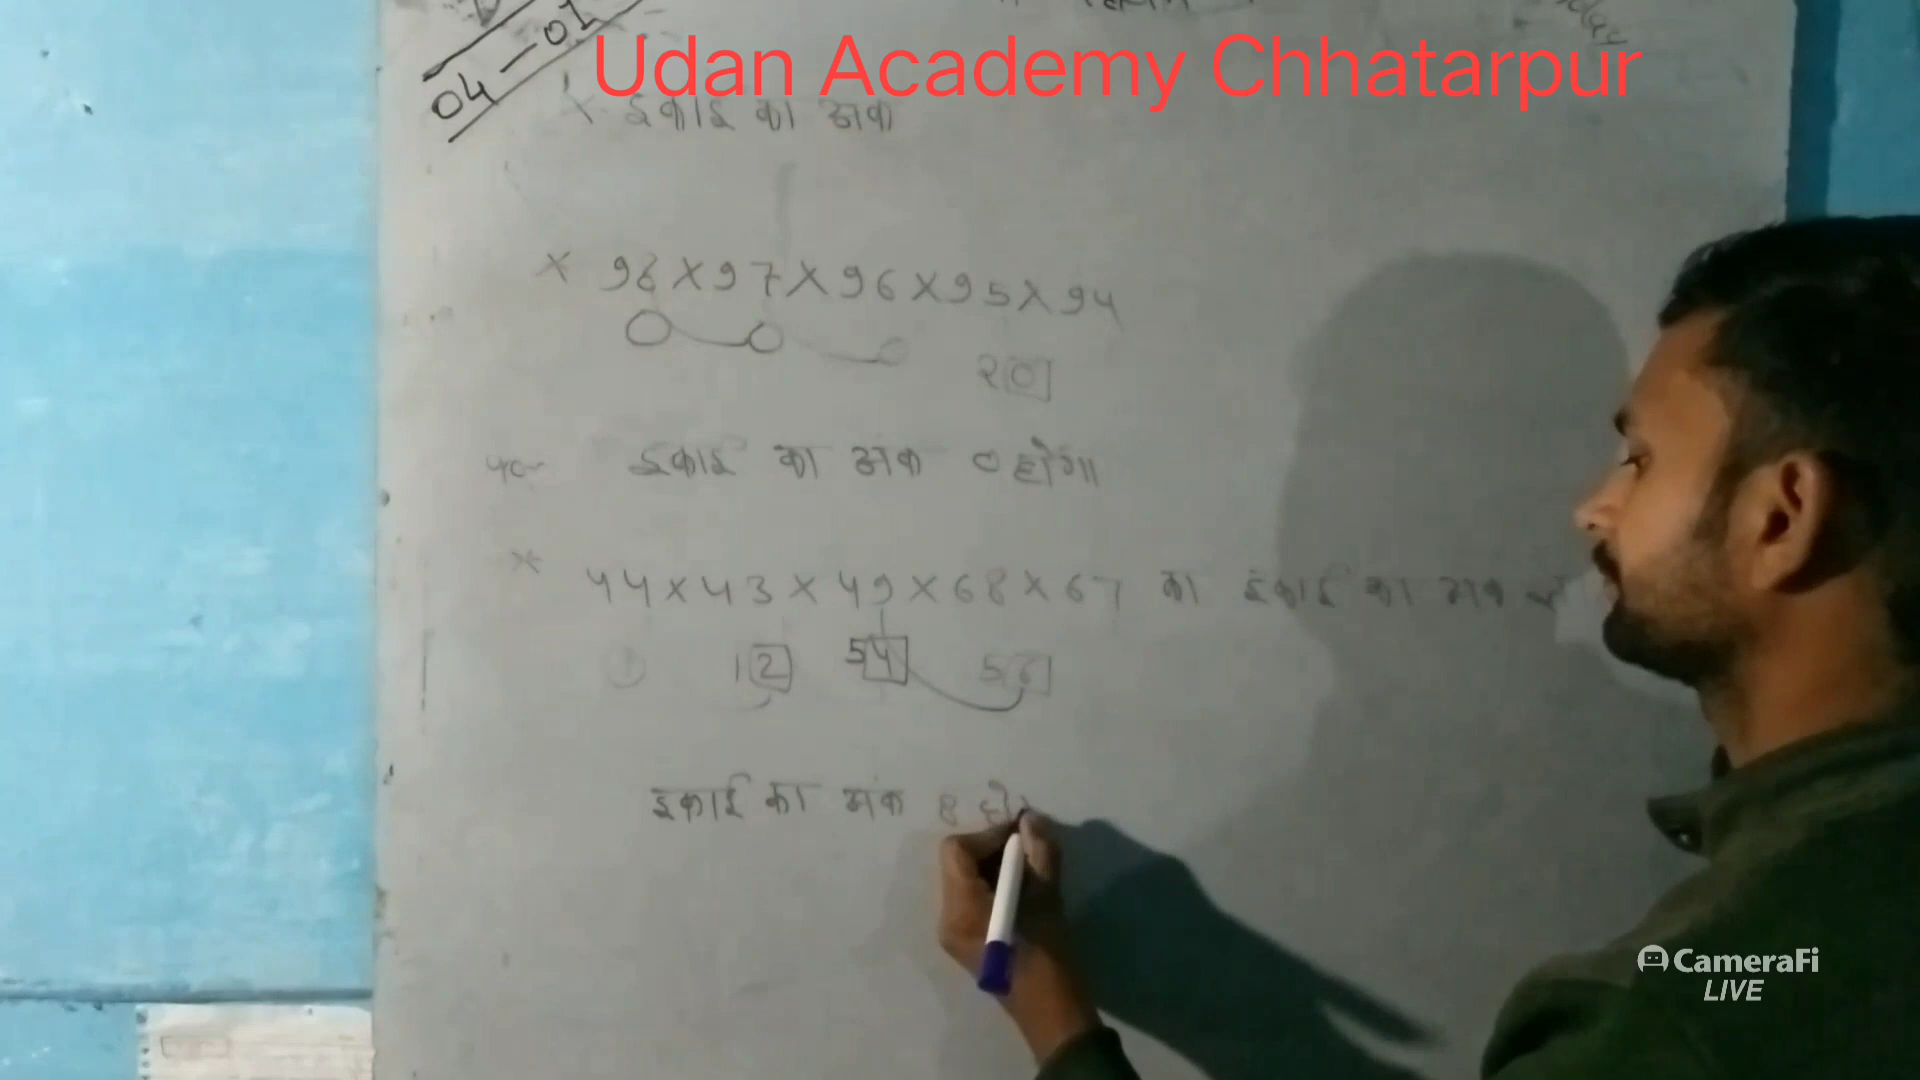 04-01
Udan Academy Chhatarpur
इकाई का अंक
× 98×97×96×95×94
20
इकाई का अंक 0 होगा
44×43×49×68×67 का इकाई का अंक
12 54 56
इकाई का अंक 8
CameraFi
LIVE